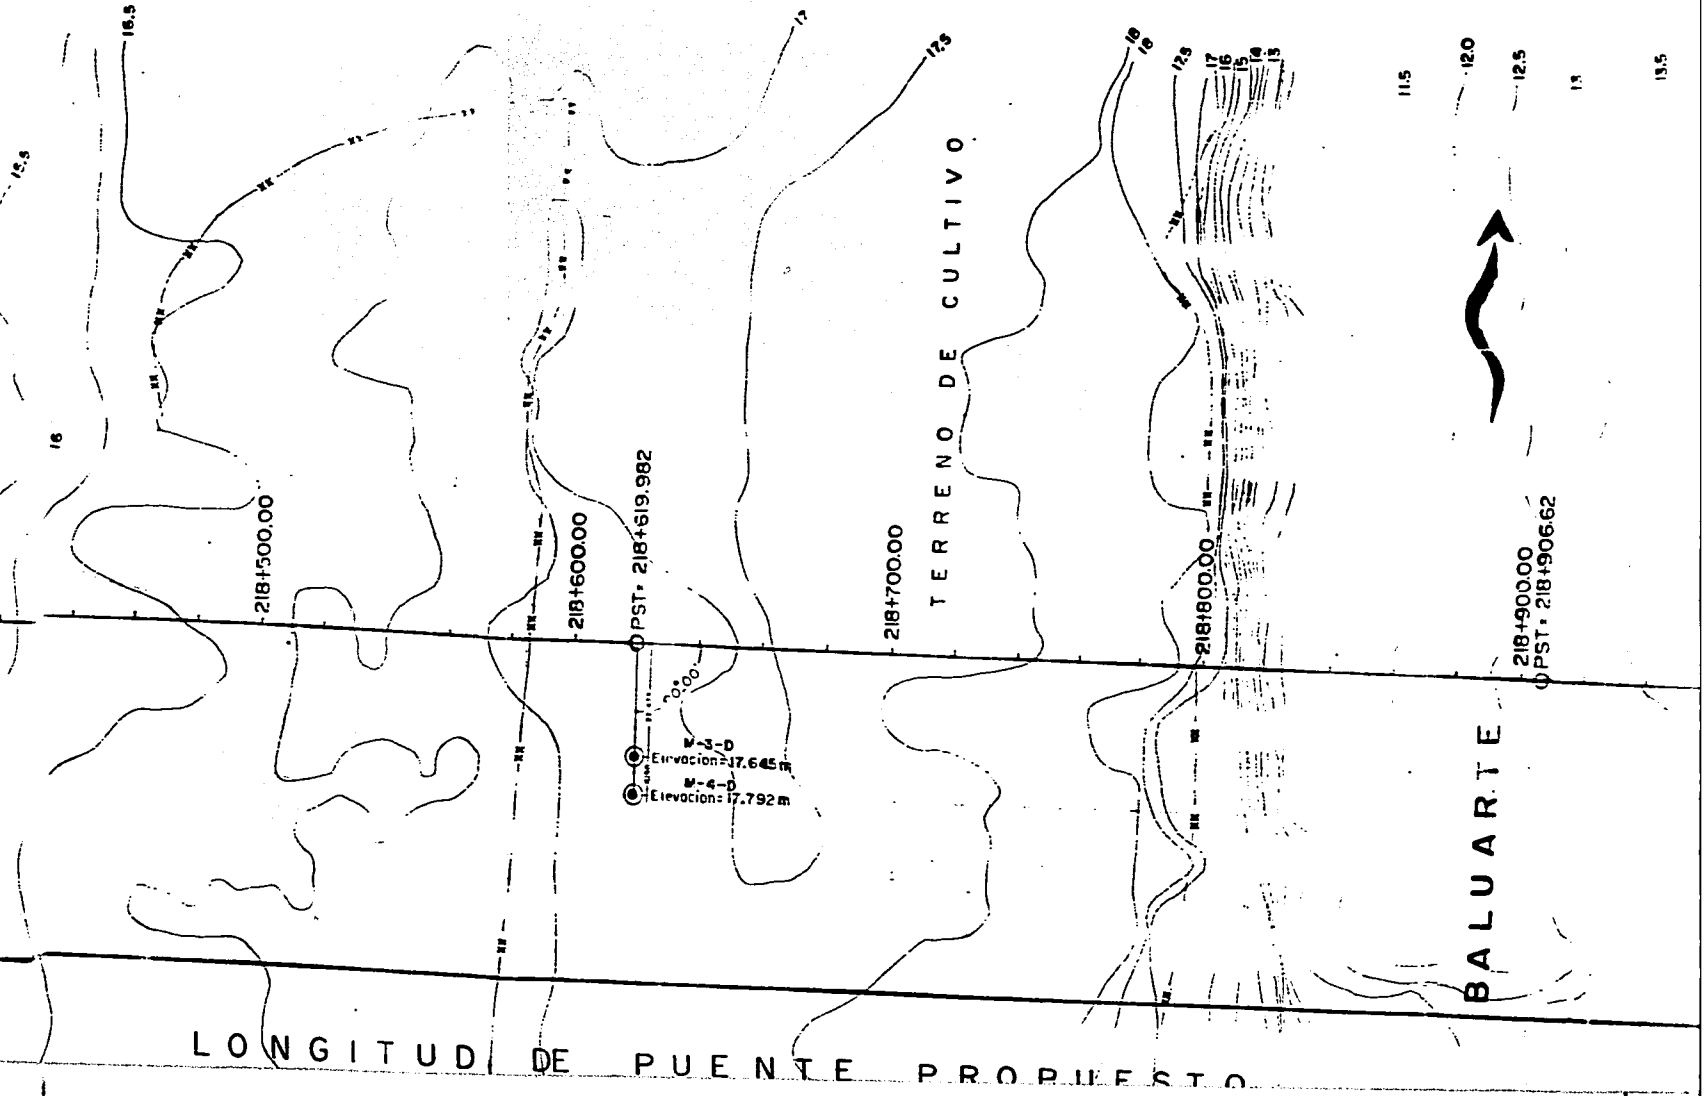 16.5
17
17.5
18
18
17.5
17
16
15
14
13
11.5
12.0
12.5
13
13.5
15.5
16
TERRENO DE CULTIVO
218+500.00
218+600.00
PST= 218+619.982
218+700.00
218+800.00
218+900.00
PST= 218+906.62
M-3-D
Elevacion=17.645m
M-4-D
Elevacion=17.792m
BALUARTE
LONGITUD DE PUENTE PROPUESTO